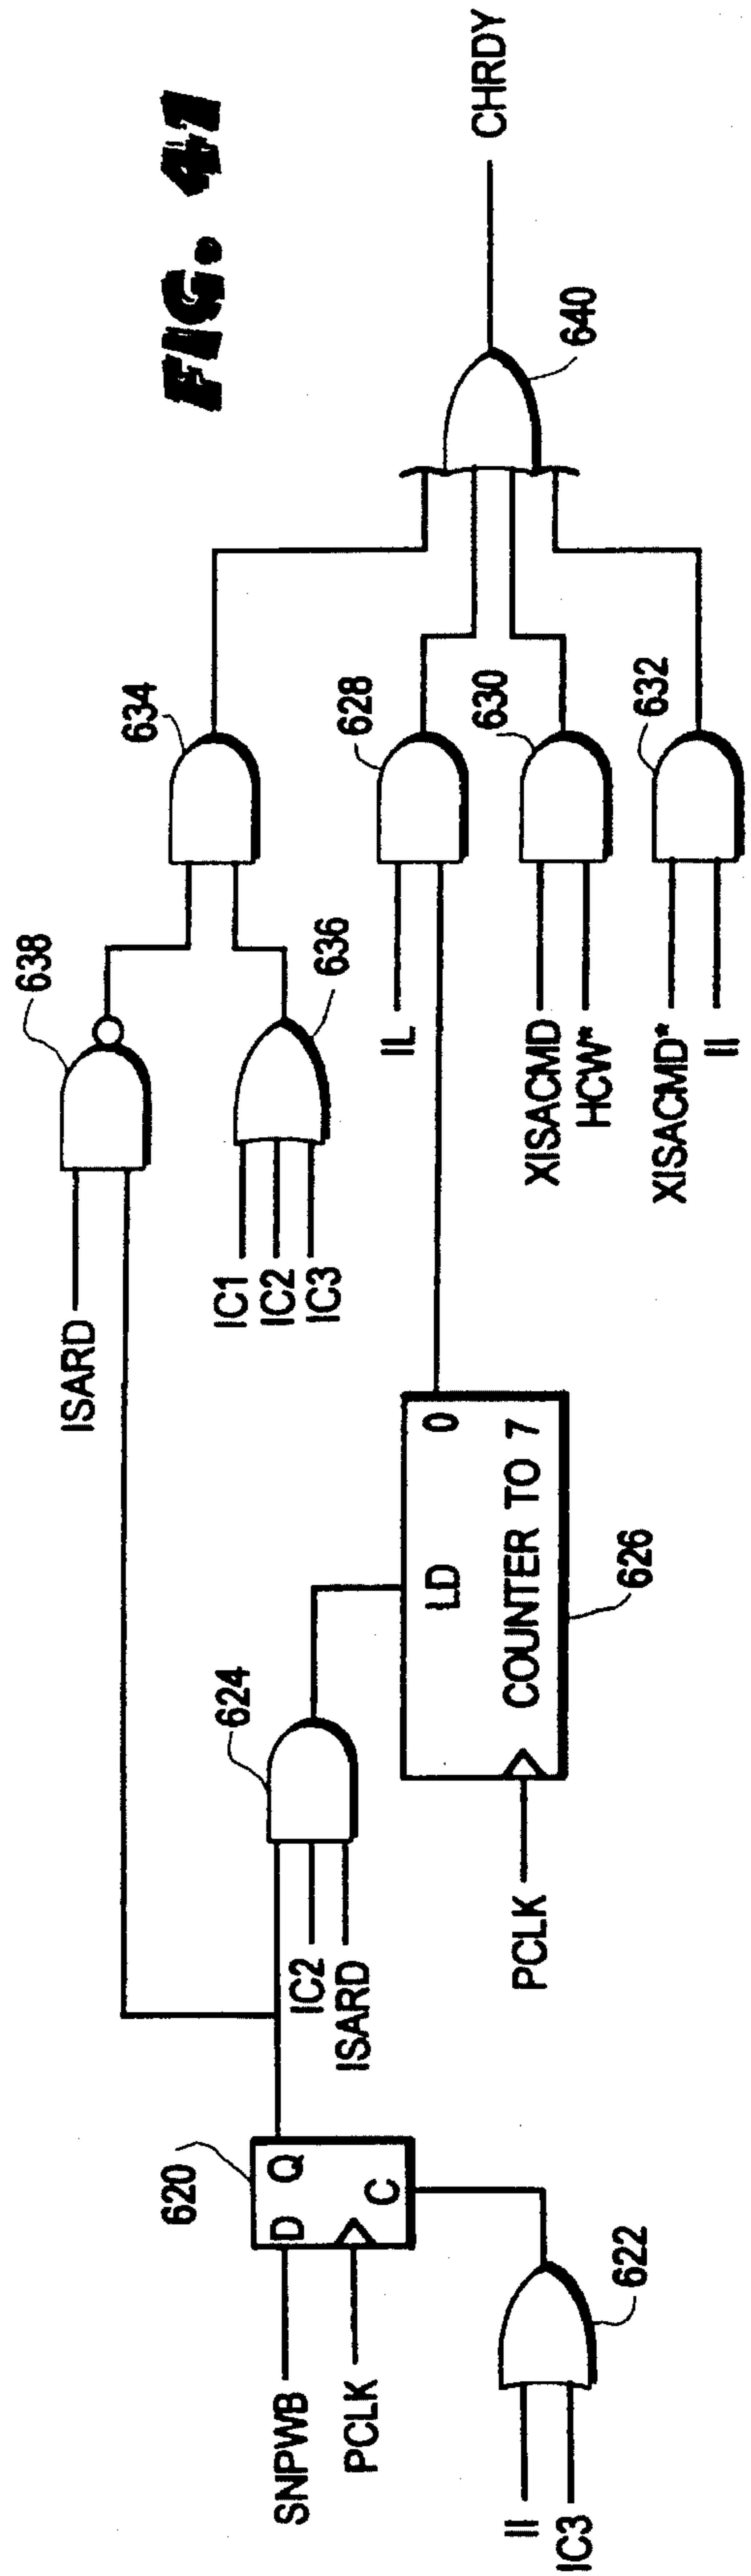 FIG. 41
CHRDY
640
634
628
630
632
638
636
ISARD
IC1
IC2
IC3
IL
XISACMD
HCW*
XISACMD*
II
624
IC2
ISARD
LD
0
COUNTER TO 7
626
PCLK
620
D
Q
C
SNPWB
PCLK
622
II
IC3